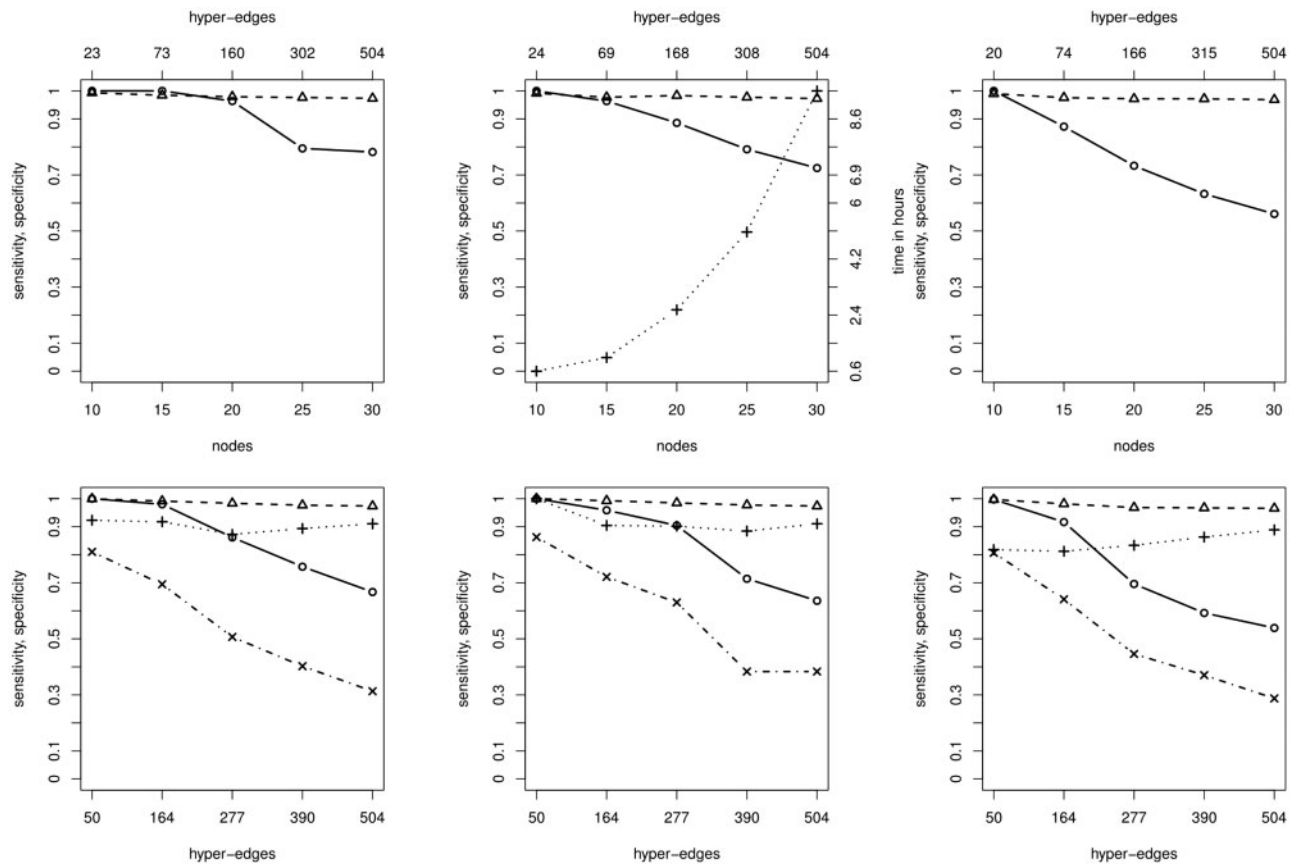 hyper-edges
23 73 160 302 504
sensitivity, specificity
1
0.9
0.7
0.5
0.3
0.1
0
10 15 20 25 30
nodes
hyper-edges
24 69 168 308 504
sensitivity, specificity
1
0.9
0.7
0.5
0.3
0.1
0
8.6
6.9
6
4.2
2.4
0.6
time in hours
10 15 20 25 30
nodes
hyper-edges
20 74 166 315 504
sensitivity, specificity
1
0.9
0.7
0.5
0.3
0.1
0
10 15 20 25 30
nodes
sensitivity, specificity
1
0.9
0.7
0.5
0.3
0.1
0
50 164 277 390 504
hyper-edges
sensitivity, specificity
1
0.9
0.7
0.5
0.3
0.1
0
50 164 277 390 504
hyper-edges
sensitivity, specificity
1
0.9
0.7
0.5
0.3
0.1
0
50 164 277 390 504
hyper-edges